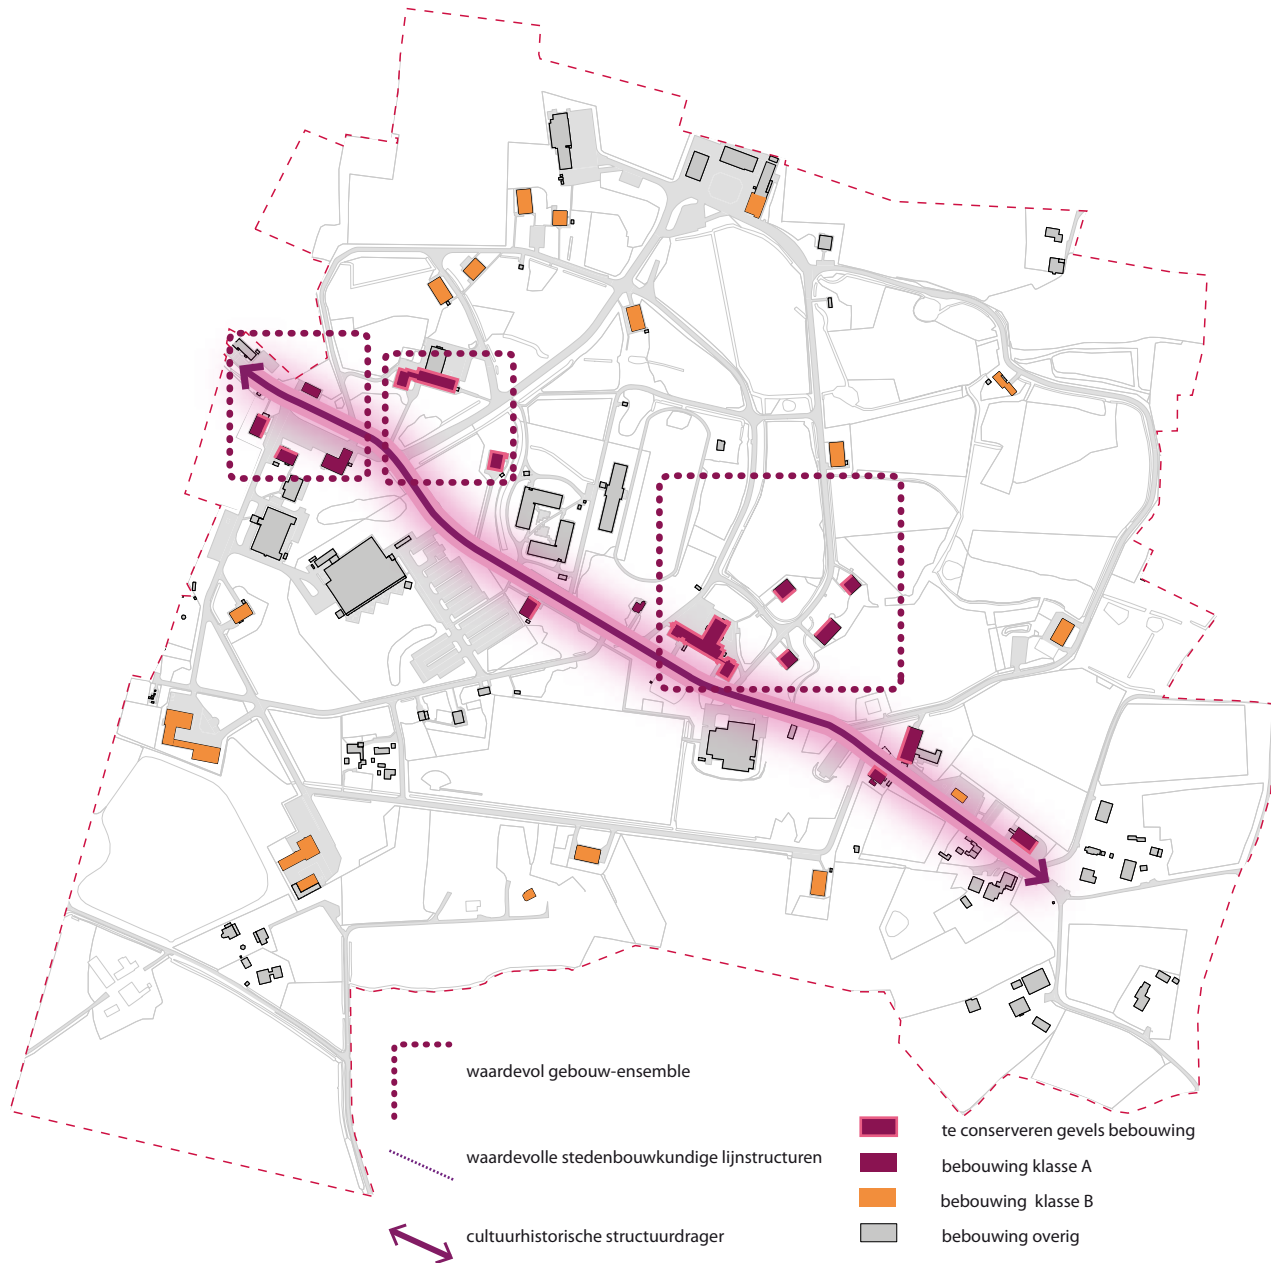 waardevol gebouw-ensemble
waardevolle stedenbouwkundige lijnstructuren
cultuurhistorische structuurdrager
te conserveren gevels bebouwing
bebouwing klasse A
bebouwing klasse B
bebouwing overig